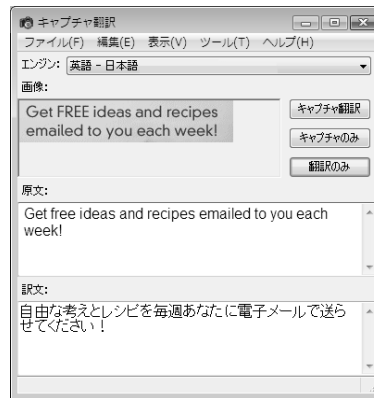 キャプチャ翻訳
ファイル(F) 編集(E) 表示(V) ツール(T) ヘルプ(H)
エンジン: 英語 - 日本語
画像:
Get FREE ideas and recipes
emailed to you each week!
キャプチャ翻訳
キャプチャのみ
翻訳のみ
原文:
Get free ideas and recipes emailed to you each
week!
訳文:
自由な考えとレシピを毎週あなたに電子メールで送ら
せてください！